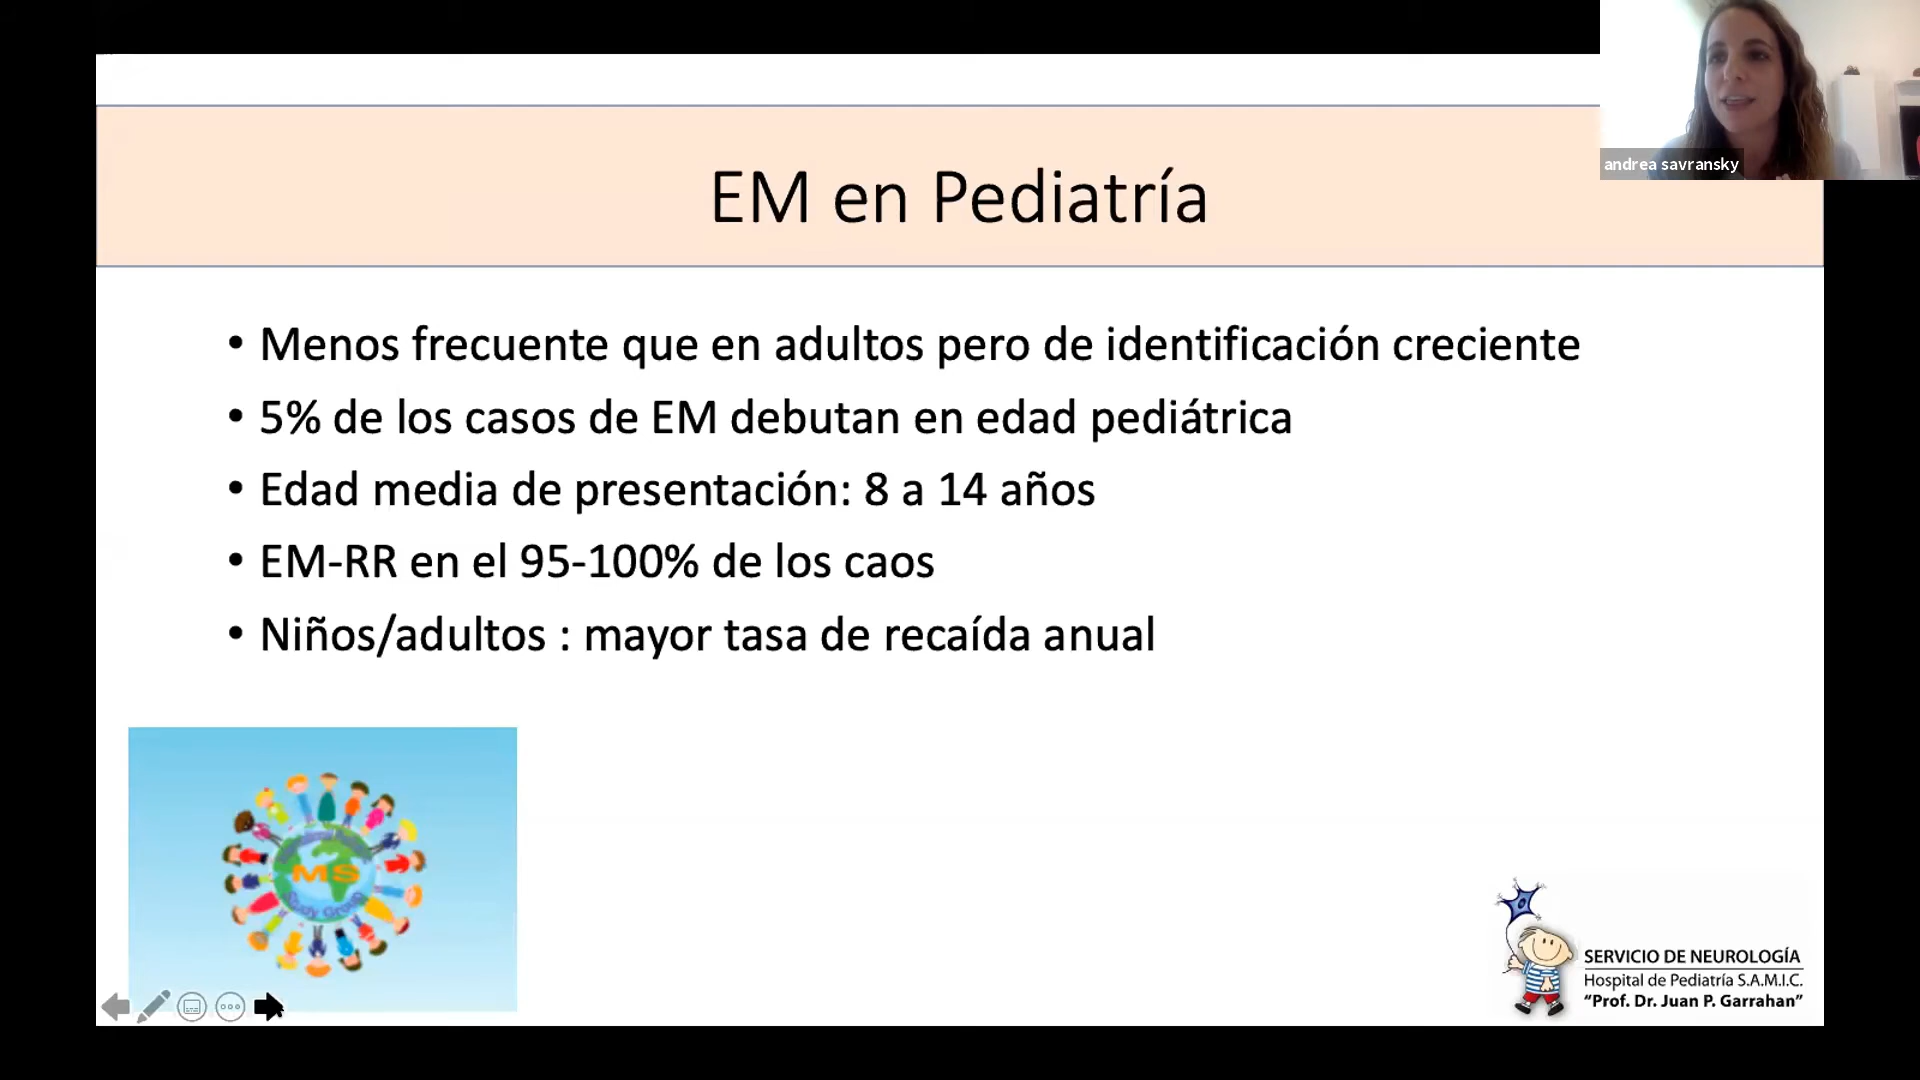 andrea savransky
EM en Pediatría
• Menos frecuente que en adultos pero de identificación creciente
• 5% de los casos de EM debutan en edad pediátrica
• Edad media de presentación: 8 a 14 años
• EM-RR en el 95-100% de los caos
• Niños/adultos : mayor tasa de recaída anual
MS
Study Group
SERVICIO DE NEUROLOGÍA
Hospital de Pediatría S.A.M.I.C.
“Prof. Dr. Juan P. Garrahan”